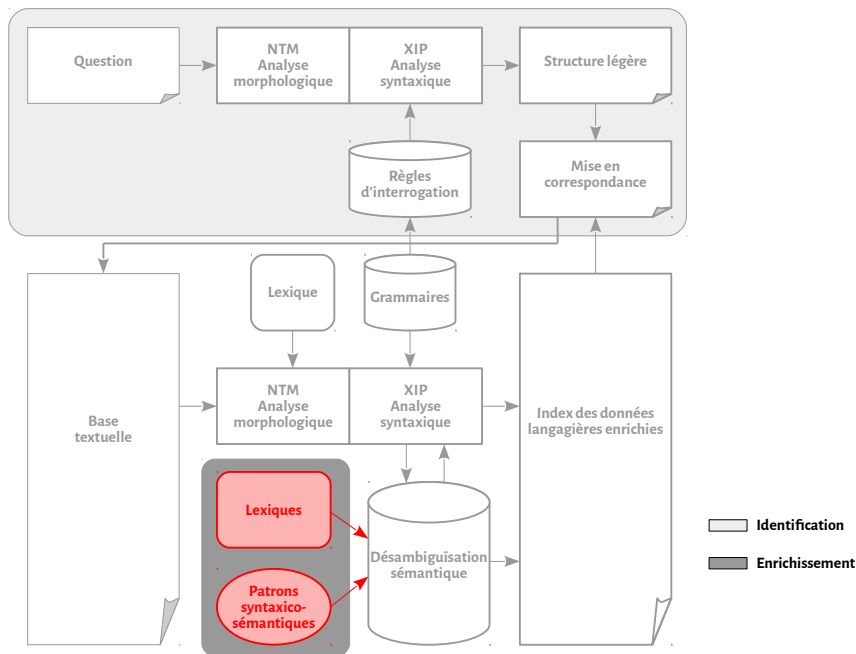 Question
NTM
Analyse
morphologique
XIP
Analyse
syntaxique
Structure légère
Règles
d'interrogation
Mise en
correspondance
Lexique
Grammaires
Base
textuelle
NTM
Analyse
morphologique
XIP
Analyse
syntaxique
Index des données
langagières enrichies
Lexiques
Patrons
syntaxico-
sémantiques
Désambiguïsation
sémantique
Identification
Enrichissement